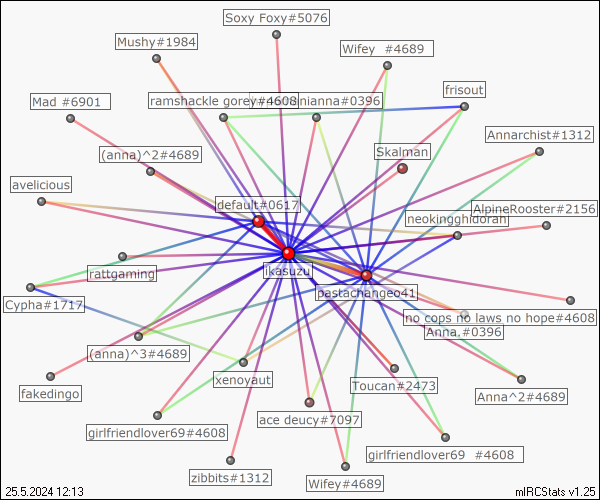 Soxy Foxy#5076
Mushy#1984
Wifey #4689
frisout
Mad #6901
ramshackle gorey#4608
nianna#0396
Annarchist#1312
(anna)^2#4689
Skalman
avelicious
default#0617
AlpineRooster#2156
neokingghidorah
rattgaming
ikasuzu
pastachangeo41
Cypha#1717
no cops no laws no hope#4608
Anna.#0396
(anna)^3#4689
xenoyaut
Toucan#2473
fakedingo
Anna^2#4689
ace deucy#7097
girlfriendlover69#4608
girlfriendlover69 #4608
zibbits#1312
Wifey#4689
25.5.2024 12:13
mIRCStats v1.25